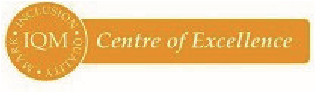 INCLUSION QUALITY MARK
IQM
Centre of Excellence